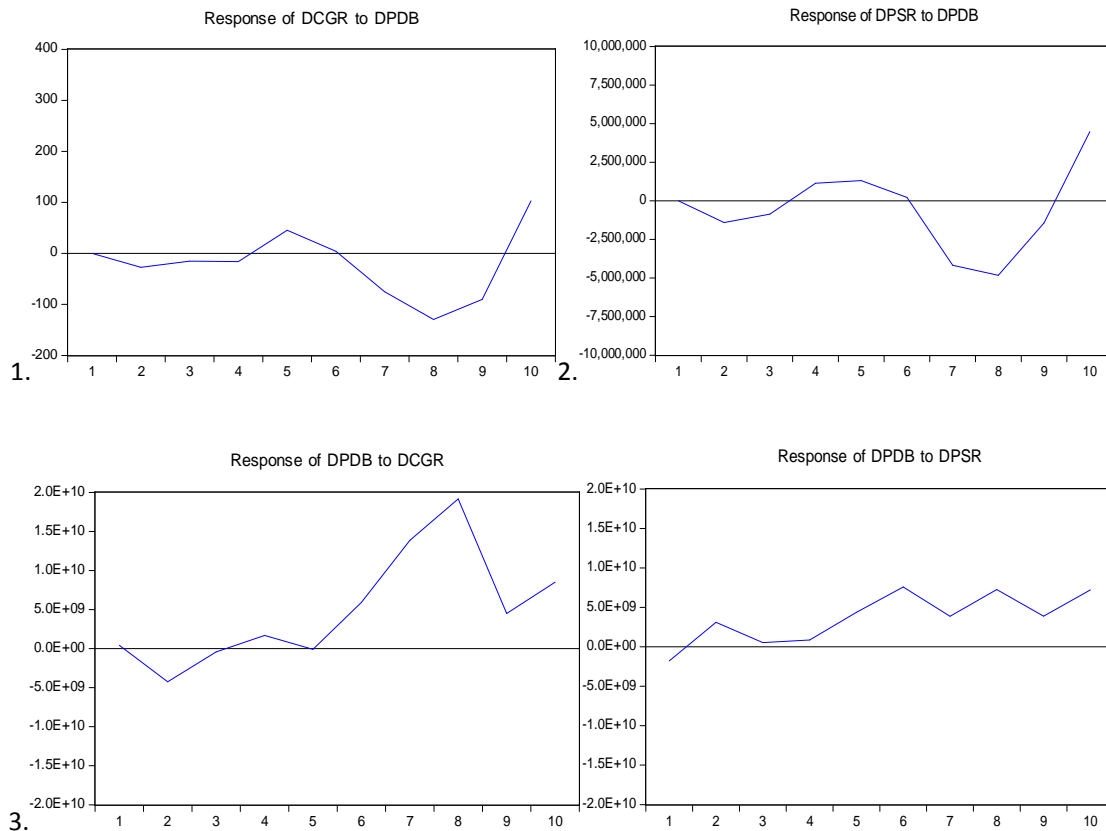 Response of DCGR to DPDB
400
300
200
100
0
-100
-200
1 2 3 4 5 6 7 8 9 10
1.
Response of DPSR to DPDB
10,000,000
7,500,000
5,000,000
2,500,000
0
-2,500,000
-5,000,000
-7,500,000
-10,000,000
1 2 3 4 5 6 7 8 9 10
2.
Response of DPDB to DCGR
2.0E+10
1.5E+10
1.0E+10
5.0E+09
0.0E+00
-5.0E+09
-1.0E+10
-1.5E+10
-2.0E+10
1 2 3 4 5 6 7 8 9 10
3.
Response of DPDB to DPSR
2.0E+10
1.5E+10
1.0E+10
5.0E+09
0.0E+00
-5.0E+09
-1.0E+10
-1.5E+10
-2.0E+10
1 2 3 4 5 6 7 8 9 10